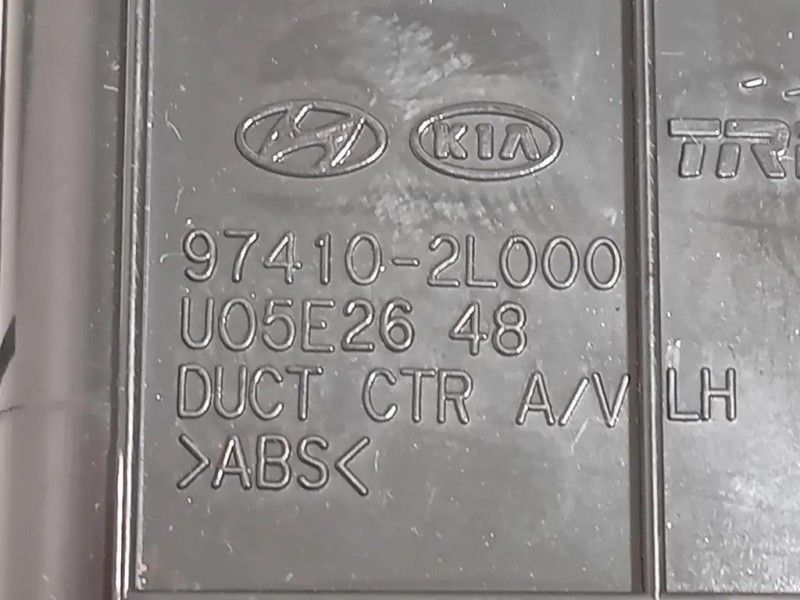 KIA
97410-2L000
U05E26 48
DUCT CTR A/V LH
>ABS<